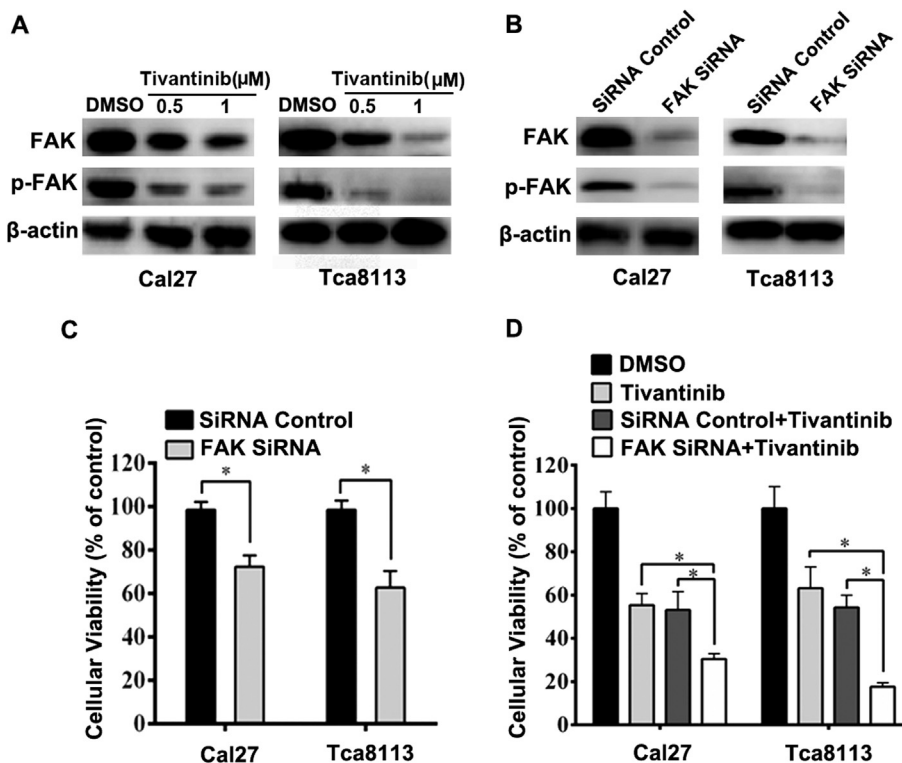 A
Tivantinib(μM)
Tivantinib(μM)
DMSO 0.5 1
DMSO 0.5 1
FAK
p-FAK
β-actin
Cal27
Tca8113
B
SiRNA Control
FAK SiRNA
SiRNA Control
FAK SiRNA
FAK
p-FAK
β-actin
Cal27
Tca8113
C
SiRNA Control
FAK SiRNA
Cellular Viability (% of control)
120
100
80
60
40
20
0
*
*
Cal27
Tca8113
D
DMSO
Tivantinib
SiRNA Control+Tivantinib
FAK SiRNA+Tivantinib
Cellular Viability (% of control)
120
100
80
60
40
20
0
*
*
*
*
Cal27
Tca8113